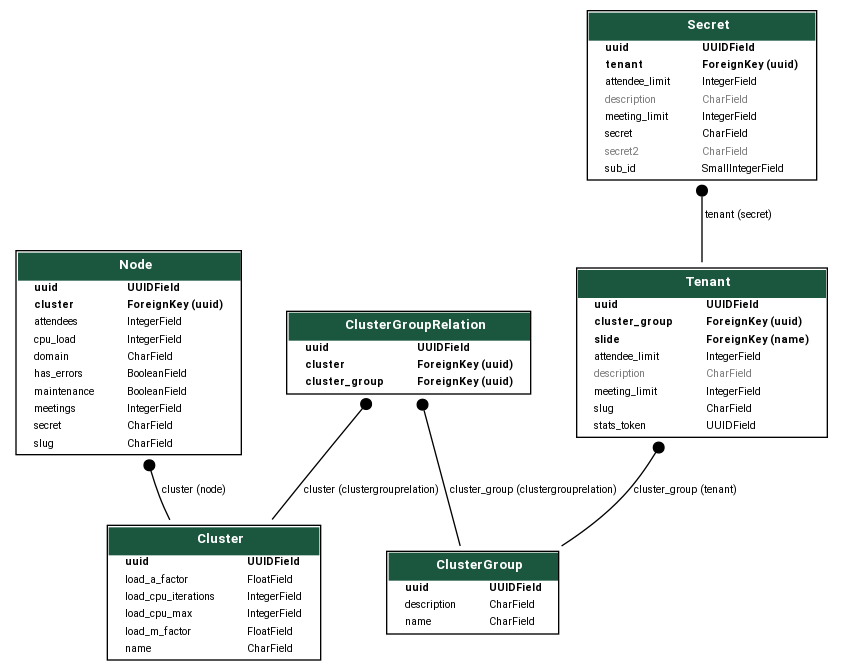 Secret
uuid UUIDField
tenant ForeignKey (uuid)
attendee_limit IntegerField
description CharField
meeting_limit IntegerField
secret CharField
secret2 CharField
sub_id SmallIntegerField
tenant (secret)
Node
uuid UUIDField
cluster ForeignKey (uuid)
attendees IntegerField
cpu_load IntegerField
domain CharField
has_errors BooleanField
maintenance BooleanField
meetings IntegerField
secret CharField
slug CharField
ClusterGroupRelation
uuid UUIDField
cluster ForeignKey (uuid)
cluster_group ForeignKey (uuid)
Tenant
uuid UUIDField
cluster_group ForeignKey (uuid)
slide ForeignKey (name)
attendee_limit IntegerField
description CharField
meeting_limit IntegerField
slug CharField
stats_token UUIDField
cluster (node)
cluster (clustergrouprelation)
cluster_group (clustergrouprelation)
cluster_group (tenant)
Cluster
uuid UUIDField
load_a_factor FloatField
load_cpu_iterations IntegerField
load_cpu_max IntegerField
load_m_factor FloatField
name CharField
ClusterGroup
uuid UUIDField
description CharField
name CharField